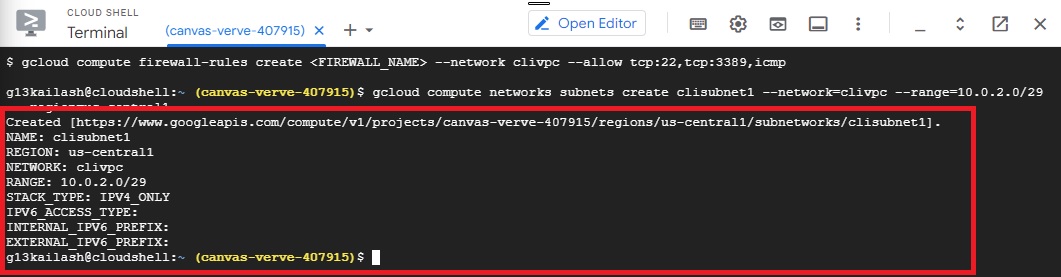 CLOUD SHELL
Terminal
(canvas-verve-407915)
Open Editor
$ gcloud compute firewall-rules create <FIREWALL_NAME> --network clivpc --allow tcp:22,tcp:3389,icmp
g13kailash@cloudshell:~ (canvas-verve-407915)$ gcloud compute networks subnets create clisubnet1 --network=clivpc --range=10.0.2.0/29
--region=us-central1
Created [https://www.googleapis.com/compute/v1/projects/canvas-verve-407915/regions/us-central1/subnetworks/clisubnet1].
NAME: clisubnet1
REGION: us-central1
NETWORK: clivpc
RANGE: 10.0.2.0/29
STACK_TYPE: IPV4_ONLY
IPV6_ACCESS_TYPE:
INTERNAL_IPV6_PREFIX:
EXTERNAL_IPV6_PREFIX:
g13kailash@cloudshell:~ (canvas-verve-407915)$